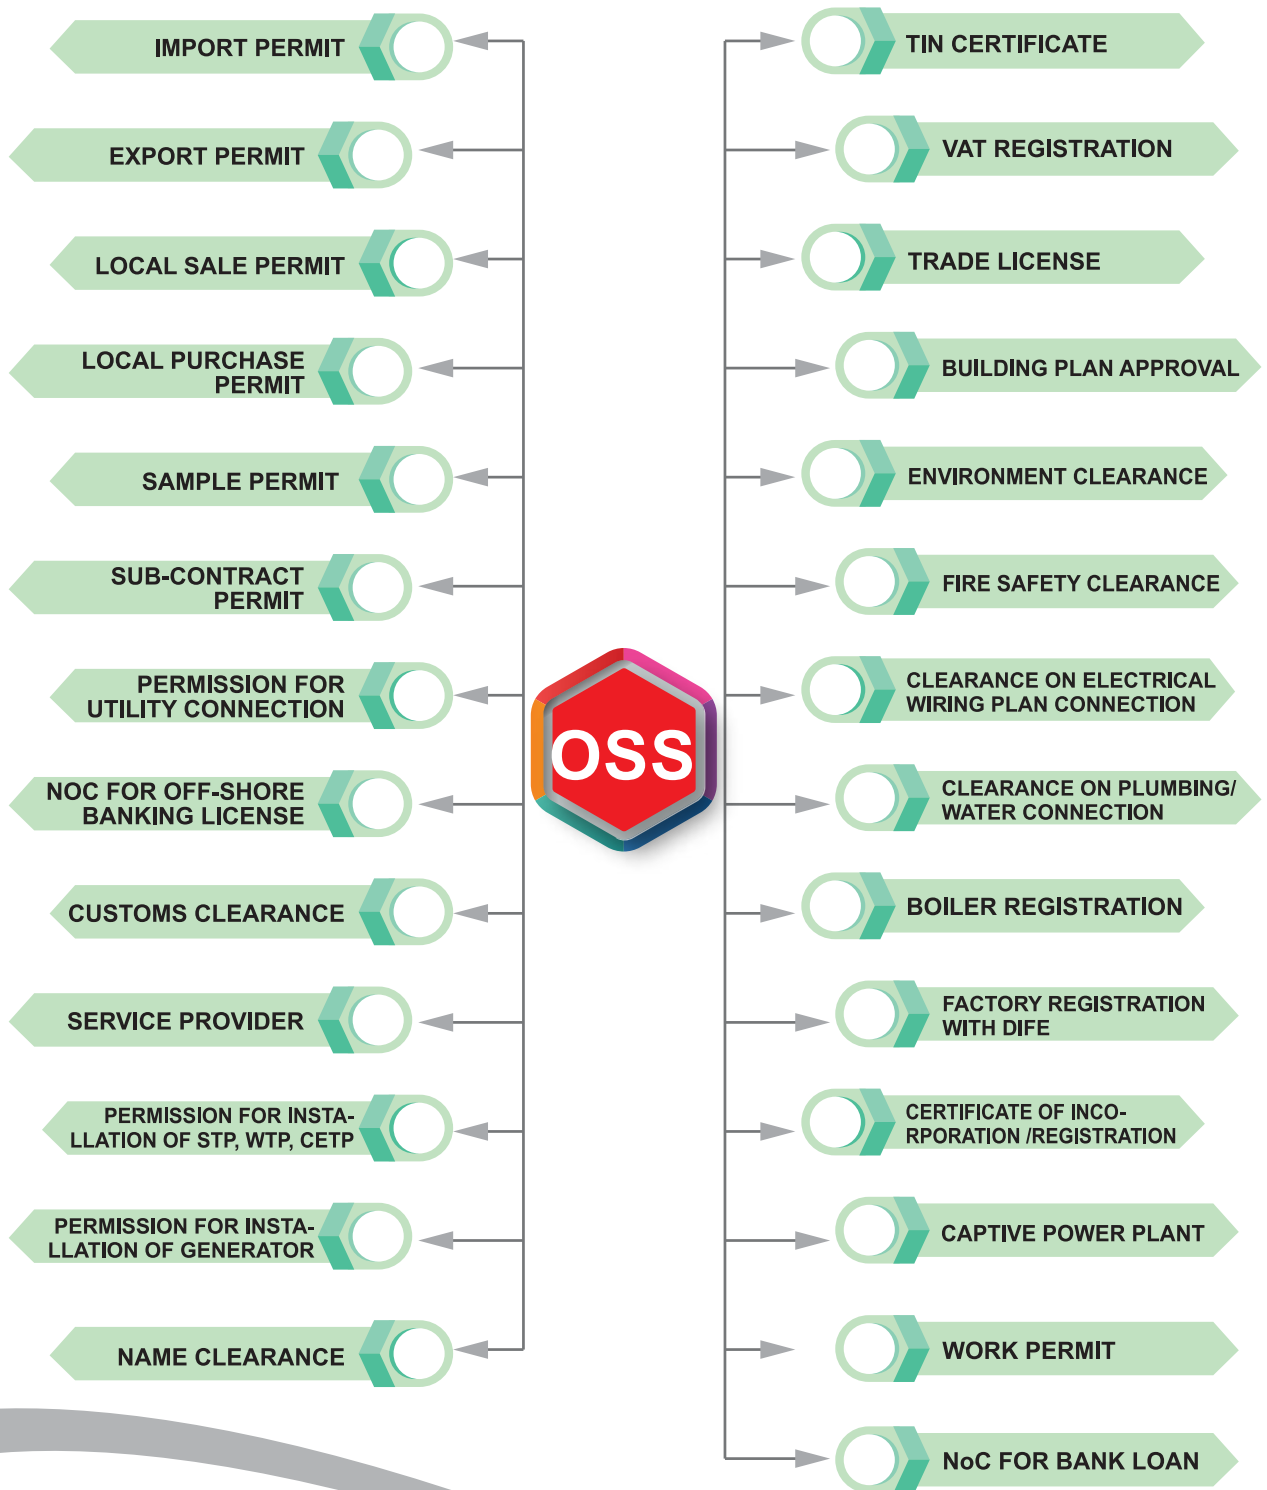 IMPORT PERMIT
EXPORT PERMIT
LOCAL SALE PERMIT
LOCAL PURCHASE
PERMIT
SAMPLE PERMIT
SUB-CONTRACT
PERMIT
PERMISSION FOR
UTILITY CONNECTION
NOC FOR OFF-SHORE
BANKING LICENSE
CUSTOMS CLEARANCE
SERVICE PROVIDER
PERMISSION FOR INSTA-
LLATION OF STP, WTP, CETP
PERMISSION FOR INSTA-
LLATION OF GENERATOR
NAME CLEARANCE
OSS
TIN CERTIFICATE
VAT REGISTRATION
TRADE LICENSE
BUILDING PLAN APPROVAL
ENVIRONMENT CLEARANCE
FIRE SAFETY CLEARANCE
CLEARANCE ON ELECTRICAL
WIRING PLAN CONNECTION
CLEARANCE ON PLUMBING/
WATER CONNECTION
BOILER REGISTRATION
FACTORY REGISTRATION
WITH DIFE
CERTIFICATE OF INCO-
RPORATION /REGISTRATION
CAPTIVE POWER PLANT
WORK PERMIT
NoC FOR BANK LOAN